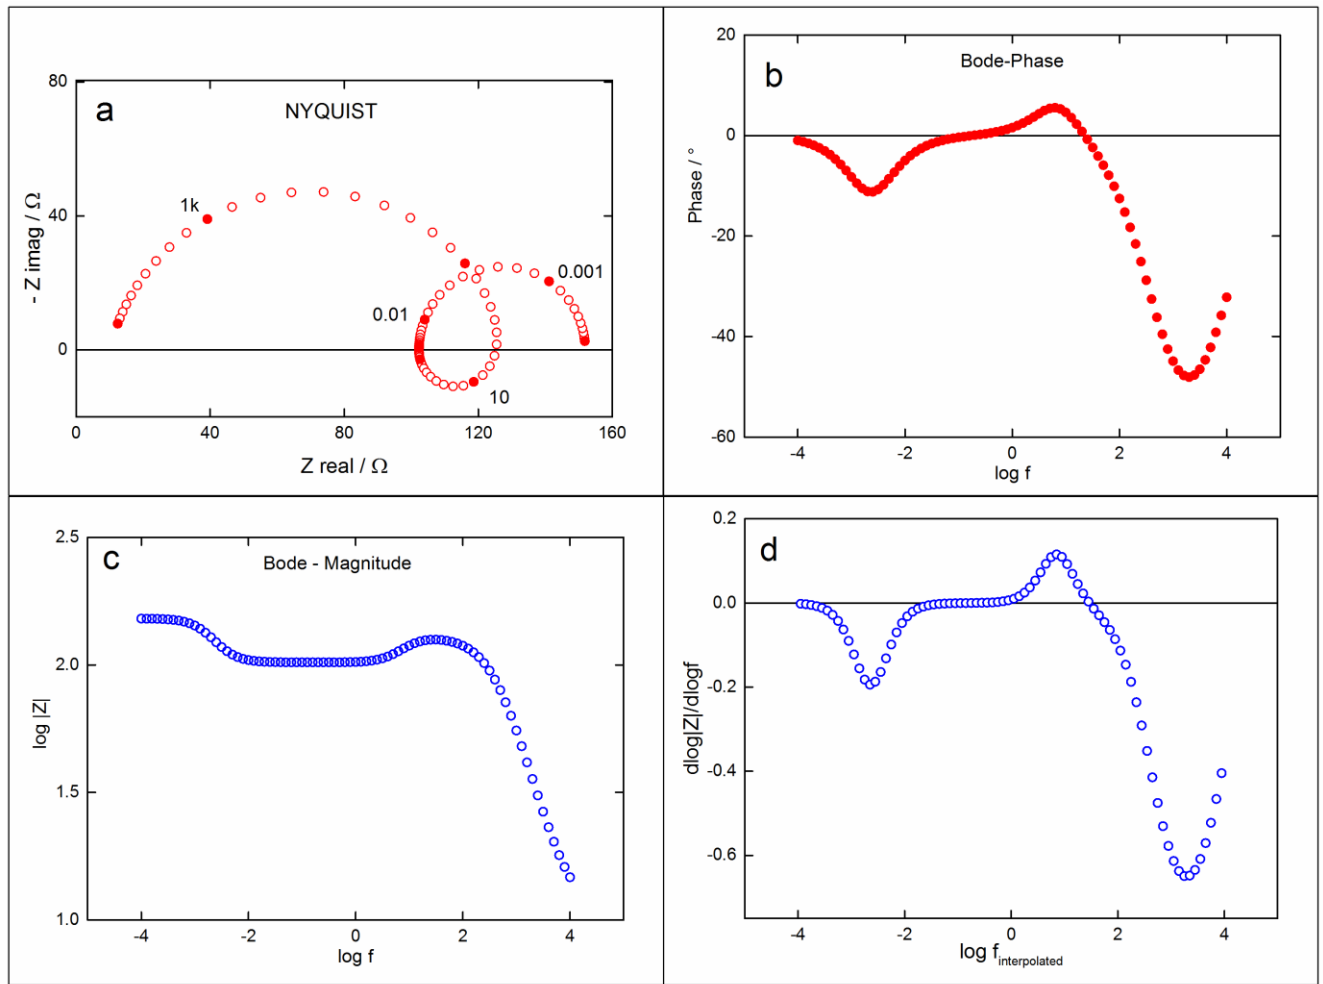 a
NYQUIST
80
40
0
- Z imag / Ω
1k
0.001
0.01
10
0 40 80 120 160
Z real / Ω
b
Bode-Phase
20
0
-20
-40
-60
Phase / °
-4 -2 0 2 4
log f
c
Bode - Magnitude
2.5
2.0
1.5
1.0
log |Z|
-4 -2 0 2 4
log f
d
0.2
0.0
-0.2
-0.4
-0.6
dlog|Z|/dlogf
-4 -2 0 2 4
log f interpolated